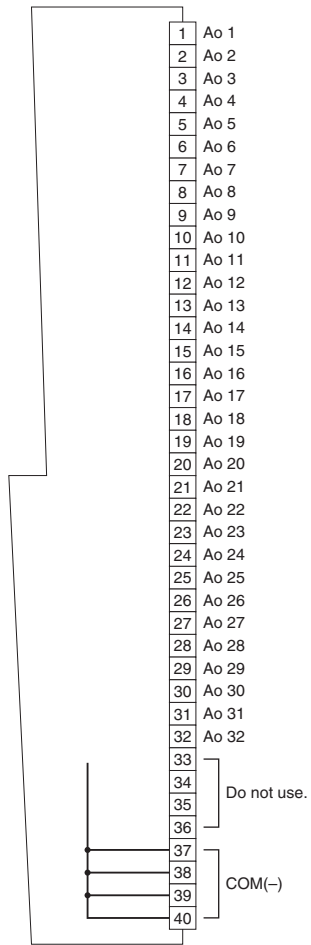 1 Ao 1
2 Ao 2
3 Ao 3
4 Ao 4
5 Ao 5
6 Ao 6
7 Ao 7
8 Ao 8
9 Ao 9
10 Ao 10
11 Ao 11
12 Ao 12
13 Ao 13
14 Ao 14
15 Ao 15
16 Ao 16
17 Ao 17
18 Ao 18
19 Ao 19
20 Ao 20
21 Ao 21
22 Ao 22
23 Ao 23
24 Ao 24
25 Ao 25
26 Ao 26
27 Ao 27
28 Ao 28
29 Ao 29
30 Ao 30
31 Ao 31
32 Ao 32
33
34
Do not use.
35
36
37
38
COM(–)
39
40